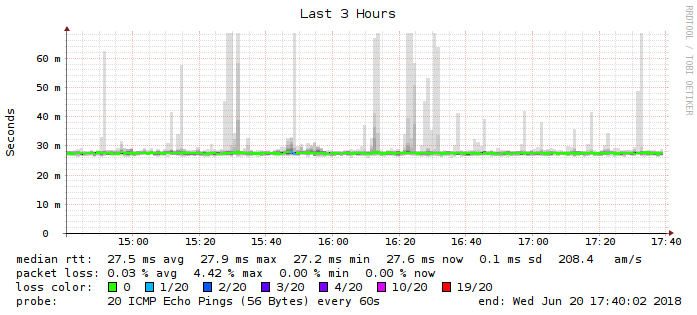 Last 3 Hours
RRDTOOL / TOBI OETIKER
Seconds
60 m
50 m
40 m
30 m
20 m
10 m
0
15:00 15:20 15:40 16:00 16:20 16:40 17:00 17:20 17:40
median rtt: 27.5 ms avg 27.9 ms max 27.2 ms min 27.6 ms now 0.1 ms sd 208.4 am/s
packet loss: 0.03 % avg 4.42 % max 0.00 % min 0.00 % now
loss color: 0 1/20 2/20 3/20 4/20 10/20 19/20
probe: 20 ICMP Echo Pings (56 Bytes) every 60s end: Wed Jun 20 17:40:02 2018